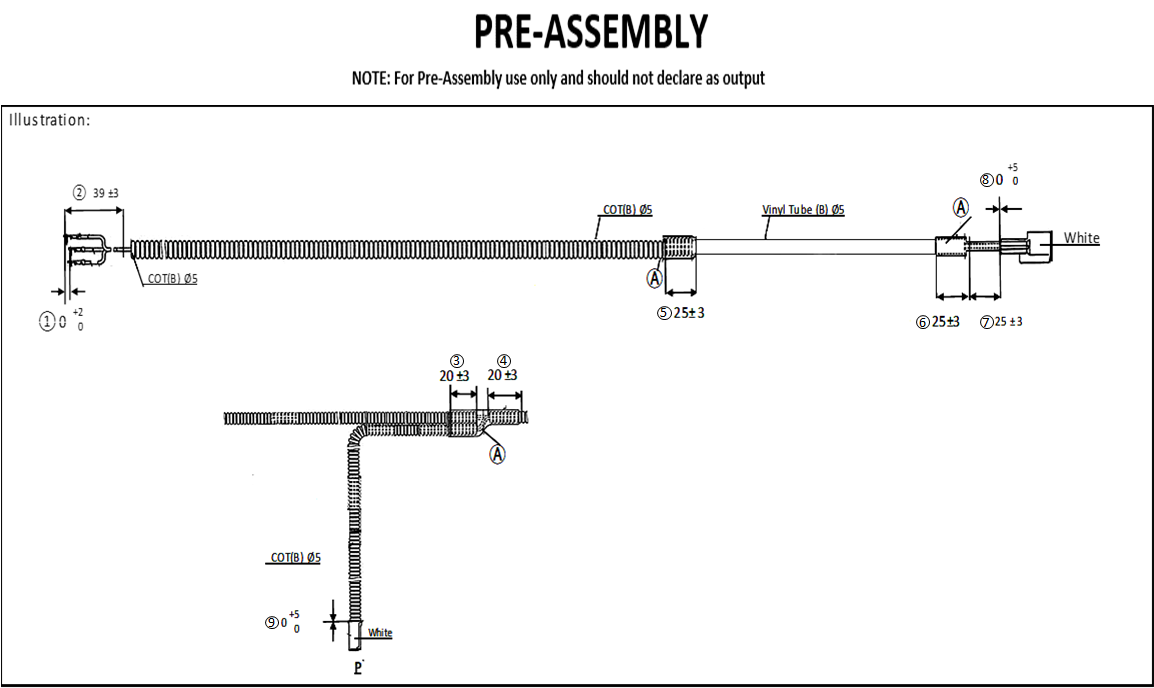 PRE-ASSEMBLY
NOTE: For Pre-Assembly use only and should not declare as output
Illustration:
② 39 ±3
COT(B) Ø5
Vinyl Tube (B) Ø5
Ⓐ
⑧ 0 +5 0
White
COT(B) Ø5
Ⓐ
① 0 +2 0
⑤ 25± 3
⑥ 25±3
⑦ 25 ±3
③
20 ±3
④
20 ±3
Ⓐ
COT(B) Ø5
⑨ 0 +5 0
White
P